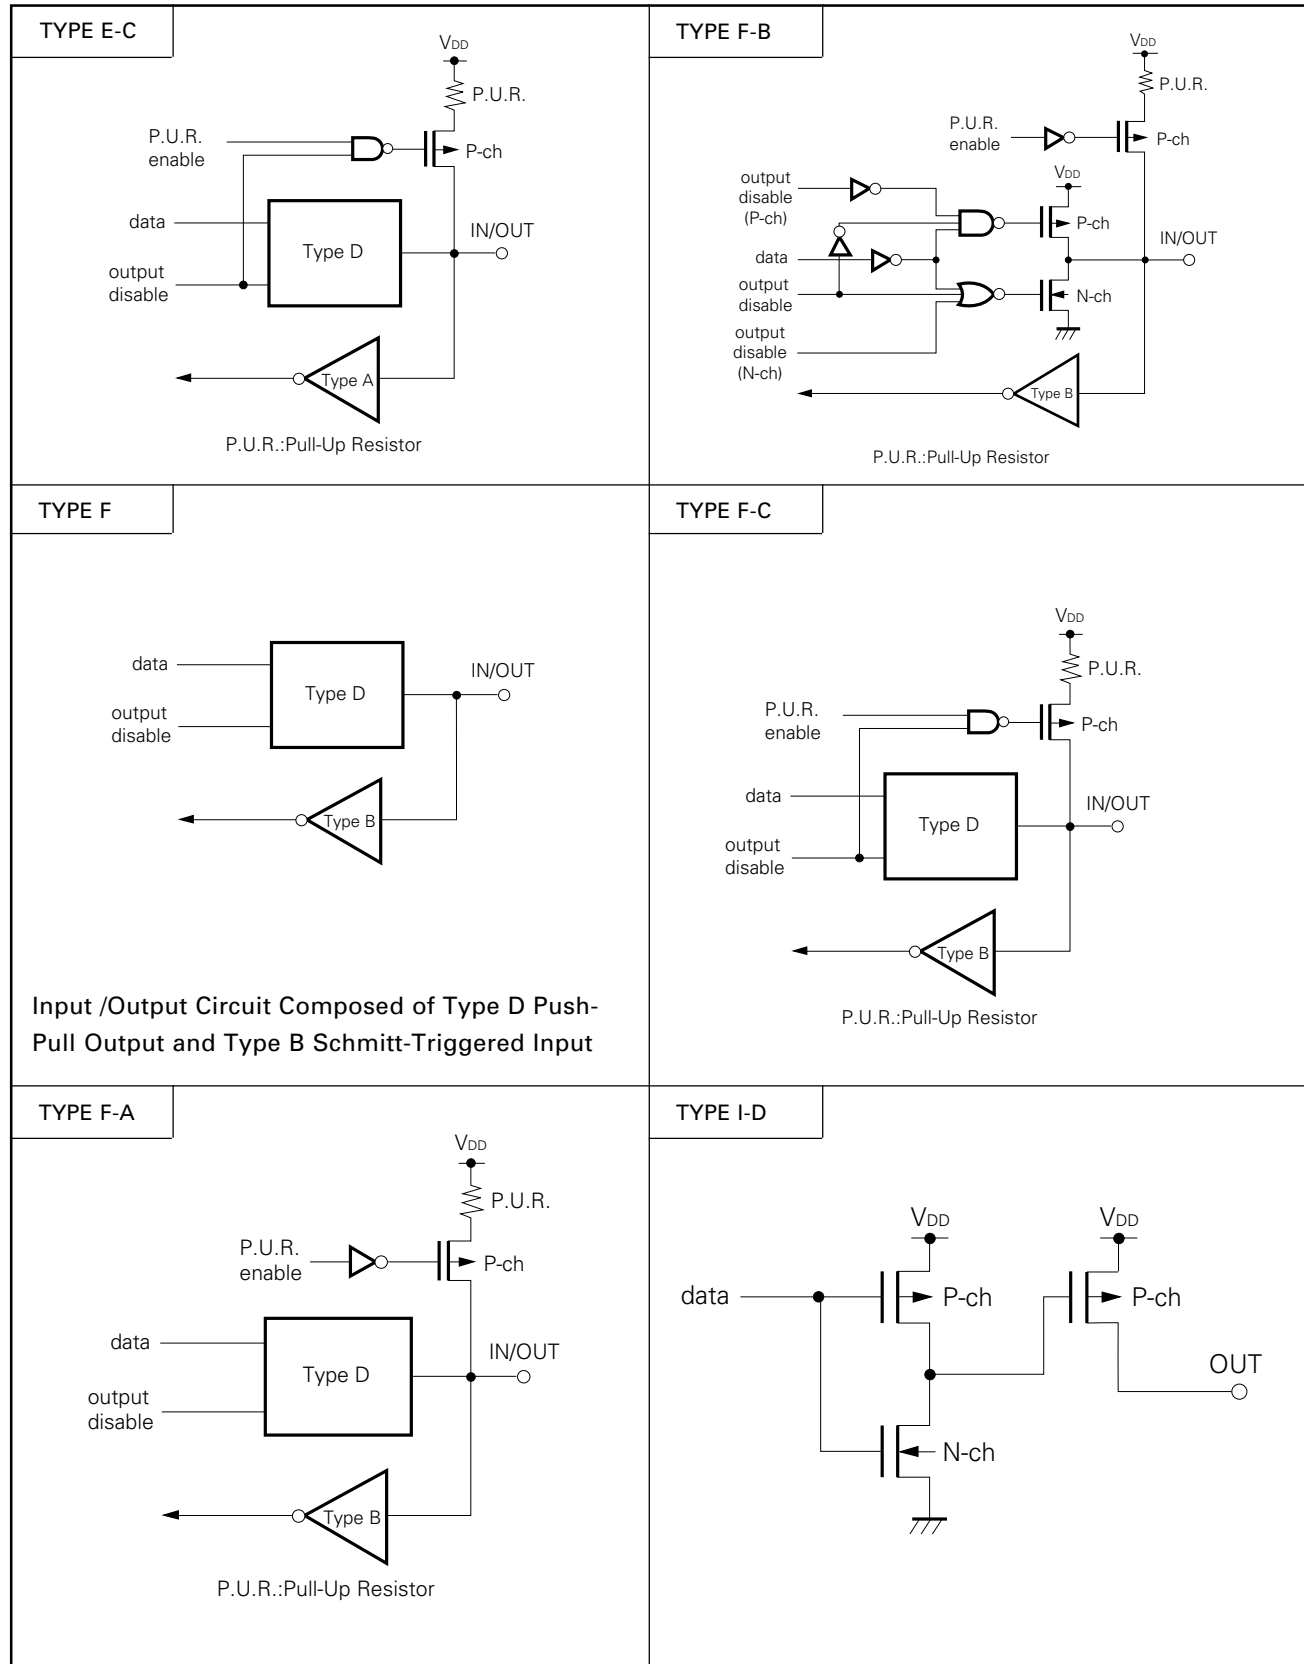 TYPE E-C
VDD
P.U.R.
P.U.R.
enable
P-ch
data
Type D
IN/OUT
output
disable
Type A
P.U.R.:Pull-Up Resistor
TYPE F-B
VDD
P.U.R.
P.U.R.
enable
P-ch
output
disable
(P-ch)
VDD
P-ch
IN/OUT
data
output
disable
N-ch
output
disable
(N-ch)
Type B
P.U.R.:Pull-Up Resistor
TYPE F
data
Type D
IN/OUT
output
disable
Type B
Input /Output Circuit Composed of Type D Push-
Pull Output and Type B Schmitt-Triggered Input
TYPE F-C
VDD
P.U.R.
P.U.R.
enable
P-ch
data
Type D
IN/OUT
output
disable
Type B
P.U.R.:Pull-Up Resistor
TYPE F-A
VDD
P.U.R.
P.U.R.
enable
P-ch
data
Type D
IN/OUT
output
disable
Type B
P.U.R.:Pull-Up Resistor
TYPE I-D
VDD
VDD
data
P-ch
P-ch
OUT
N-ch